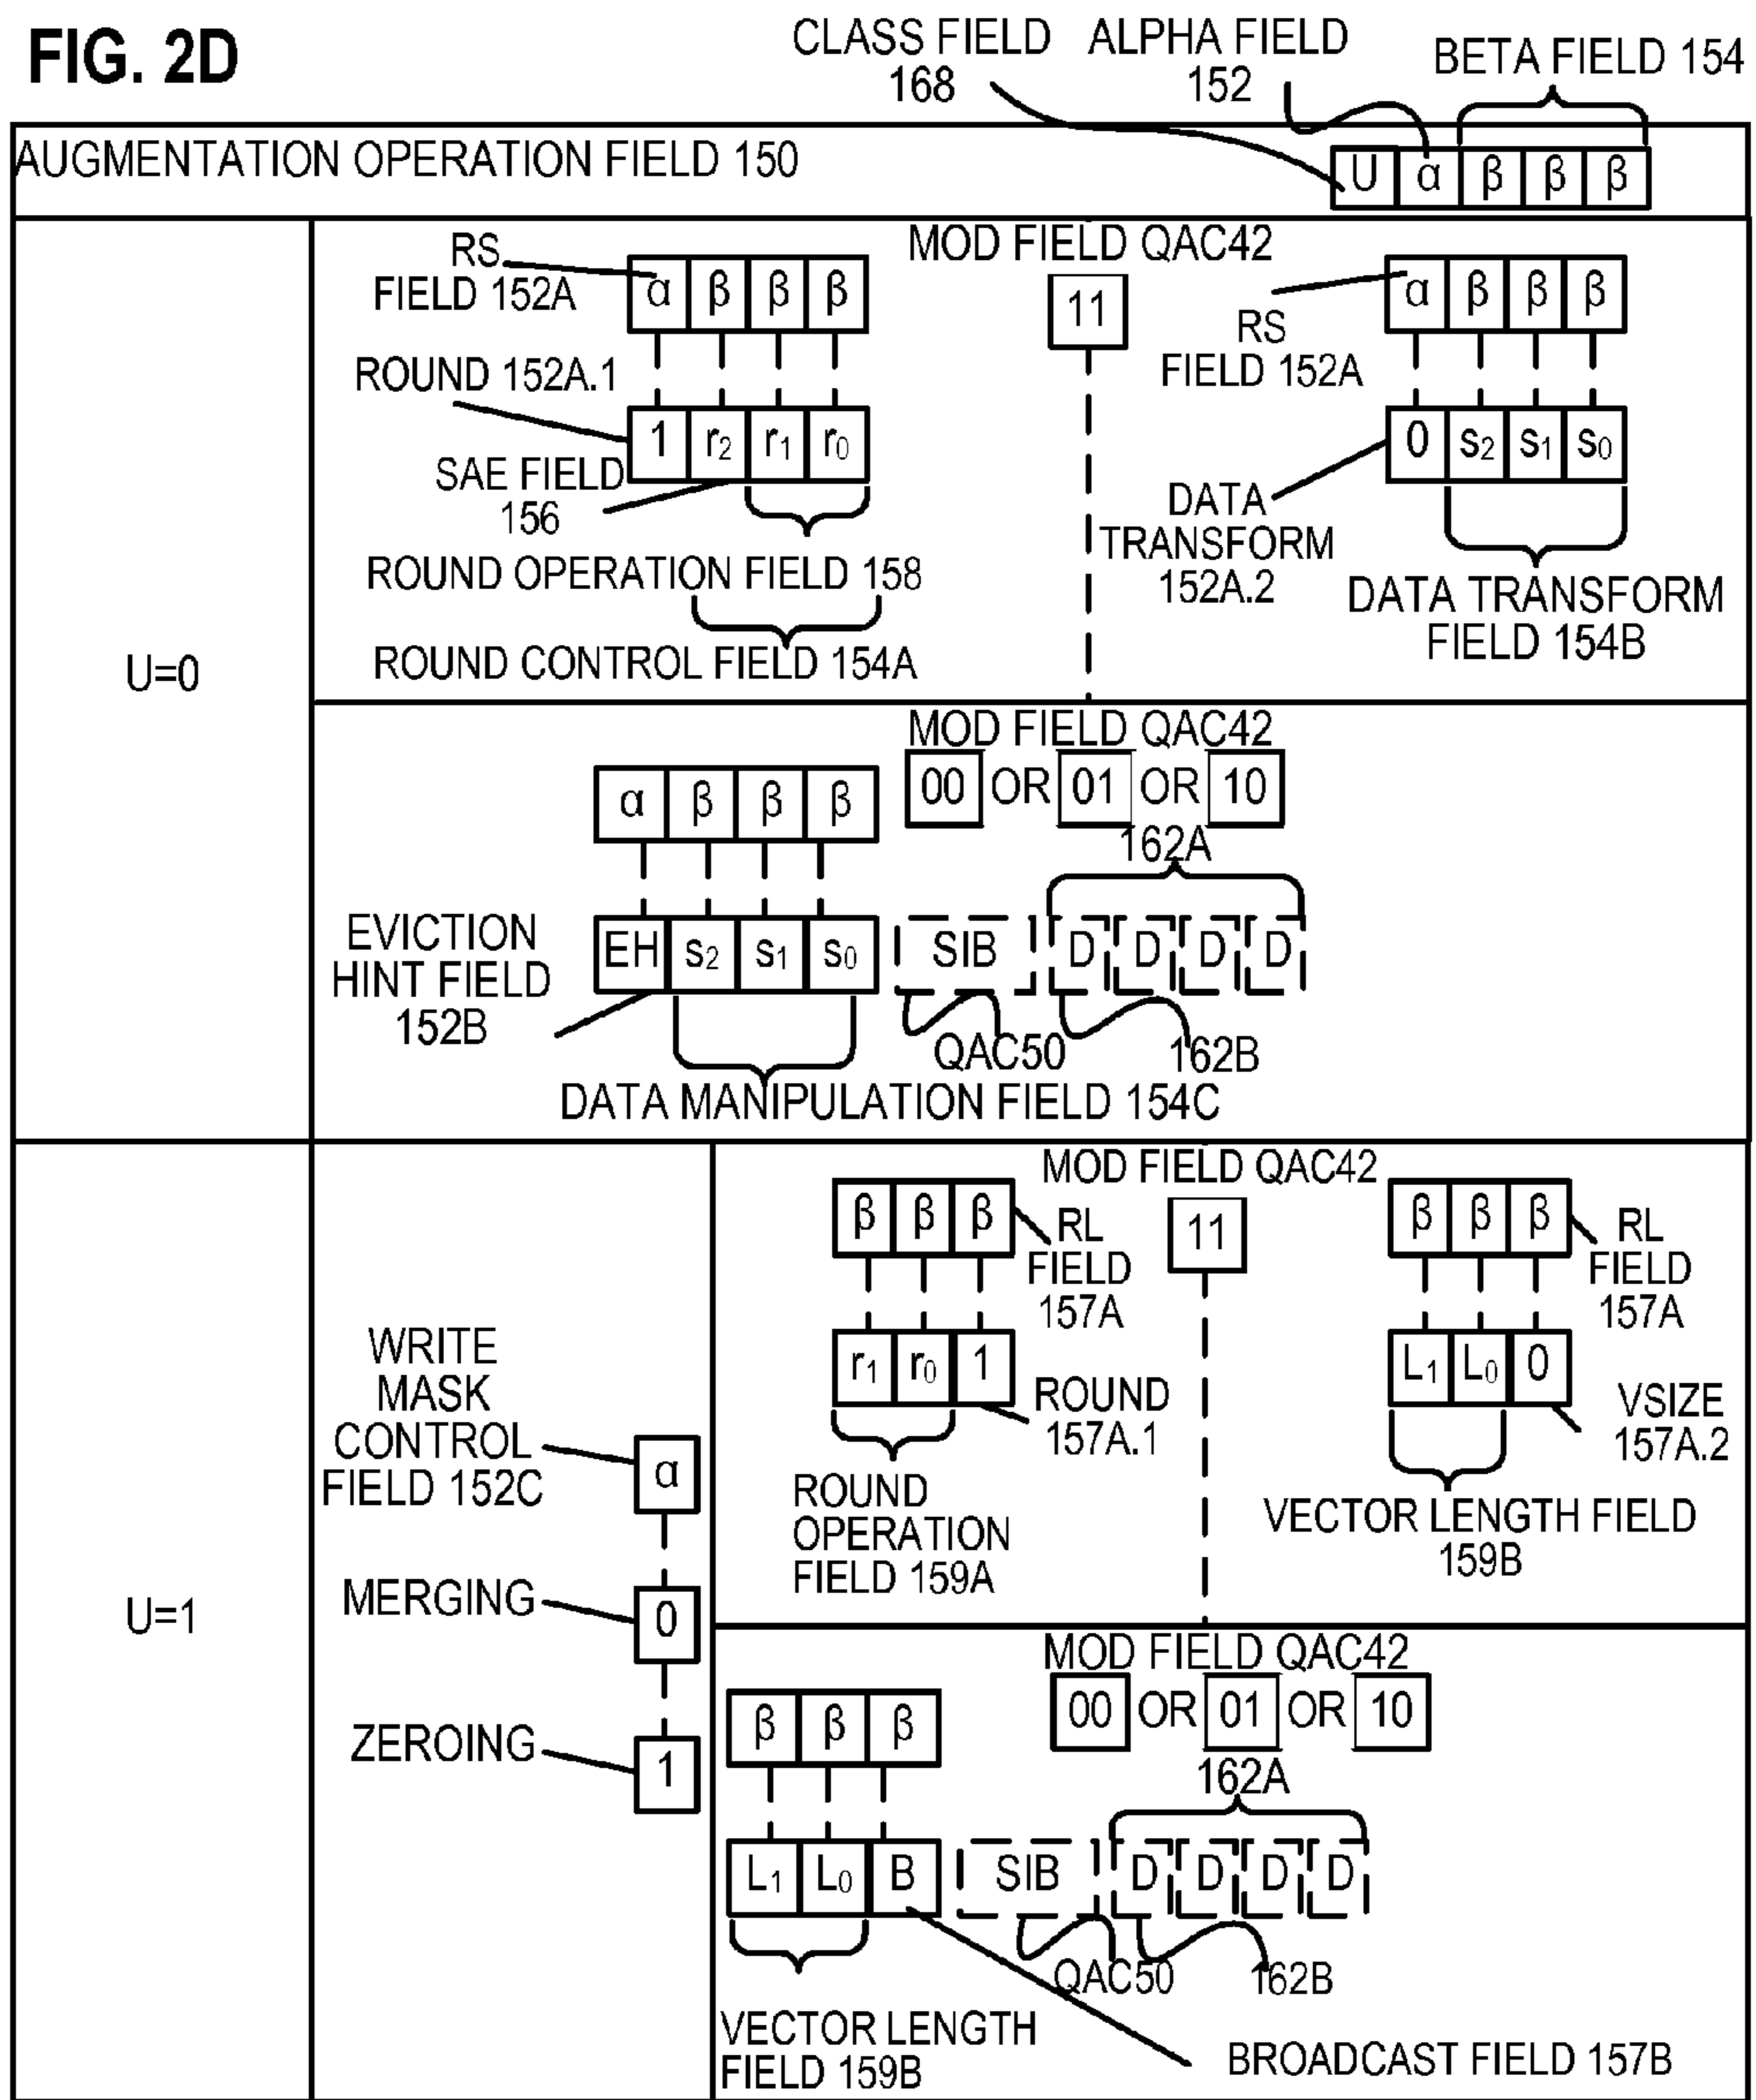 FIG. 2D
CLASS FIELD
168
ALPHA FIELD
152
BETA FIELD 154
AUGMENTATION OPERATION FIELD 150
U α β β β
U=0
MOD FIELD QAC42
11
RS
FIELD 152A
α β β β
ROUND 152A.1
1 r2 r1 r0
SAE FIELD
156
ROUND OPERATION FIELD 158
ROUND CONTROL FIELD 154A
α β β β
RS
FIELD 152A
0 s2 s1 s0
DATA
TRANSFORM
152A.2
DATA TRANSFORM
FIELD 154B
MOD FIELD QAC42
00 OR 01 OR 10
α β β β
162A
EVICTION
HINT FIELD
152B
EH s2 s1 s0 SIB D D D D
QAC50
162B
DATA MANIPULATION FIELD 154C
U=1
WRITE
MASK
CONTROL
FIELD 152C
α
MERGING
0
ZEROING
1
MOD FIELD QAC42
11
β β β
RL
FIELD
157A
r1 r0 1
ROUND
157A.1
ROUND
OPERATION
FIELD 159A
β β β
RL
FIELD
157A
L1 L0 0
VSIZE
157A.2
VECTOR LENGTH FIELD
159B
MOD FIELD QAC42
00 OR 01 OR 10
β β β
162A
L1 L0 B SIB D D D D
QAC50
162B
VECTOR LENGTH
FIELD 159B
BROADCAST FIELD 157B